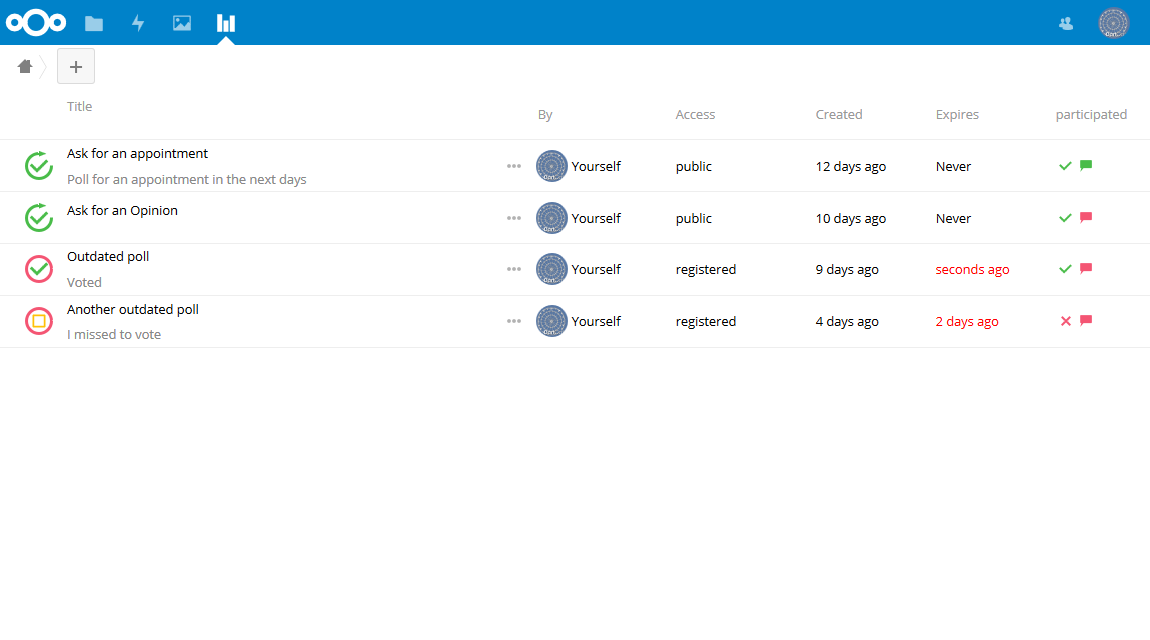 Title By Access Created Expires participated
Ask for an appointment
Poll for an appointment in the next days
Yourself public 12 days ago Never
Ask for an Opinion
Yourself public 10 days ago Never
Outdated poll
Voted
Yourself registered 9 days ago seconds ago
Another outdated poll
I missed to vote
Yourself registered 4 days ago 2 days ago